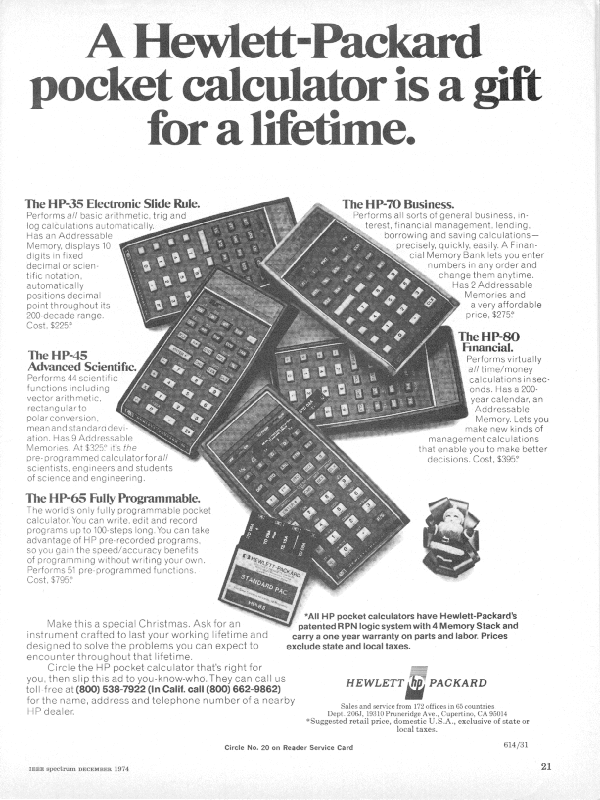 A Hewlett-Packard
pocket calculator is a gift
for a lifetime.
The HP-35 Electronic Slide Rule.
Performs all basic arithmetic, trig and
log calculations automatically.
Has an Addressable
Memory, displays 10
digits in fixed
decimal or scien-
tific notation,
automatically
positions decimal
point throughout its
200-decade range.
Cost, $225*.
The HP-45
Advanced Scientific.
Performs 44 scientific
functions including
vector arithmetic,
rectangular to
polar conversion,
mean and standard devi-
ation. Has 9 Addressable
Memories. At $325*, it's the
pre-programmed calculator for all
scientists, engineers and students
of science and engineering.
The HP-65 Fully Programmable.
The world's only fully programmable pocket
calculator. You can write, edit and record
programs up to 100-steps long. You can take
advantage of HP pre-recorded programs,
so you gain the speed/accuracy benefits
of programming without writing your own.
Performs 51 pre-programmed functions.
Cost, $795*.
The HP-70 Business.
Performs all sorts of general business, in-
terest, financial management, lending,
borrowing and saving calculations—
precisely, quickly, easily. A Finan-
cial Memory Bank lets you enter
numbers in any order and
change them anytime.
Has 2 Addressable
Memories and
a very affordable
price, $275*.
The HP-80
Financial.
Performs virtually
all time/money
calculations in sec-
onds. Has a 200-
year calendar, an
Addressable
Memory. Lets you
make new kinds of
management calculations
that enable you to make better
decisions. Cost, $395*.
HEWLETT-PACKARD
STANDARD PAC
HP-65
Make this a special Christmas. Ask for an
instrument crafted to last your working lifetime and
designed to solve the problems you can expect to
encounter throughout that lifetime.
Circle the HP pocket calculator that's right for
you, then slip this ad to you-know-who. They can call us
toll-free at (800) 538-7922 (In Calif. call (800) 662-9862)
for the name, address and telephone number of a nearby
HP dealer.
*All HP pocket calculators have Hewlett-Packard's
patented RPN logic system with 4 Memory Stack and
carry a one year warranty on parts and labor. Prices
exclude state and local taxes.
HEWLETT hp PACKARD
Sales and service from 172 offices in 65 countries
Dept. 206J, 19310 Pruneridge Ave., Cupertino, CA 95014
*Suggested retail price, domestic U.S.A., exclusive of state or
local taxes.
614/31
Circle No. 20 on Reader Service Card
IEEE spectrum DECEMBER 1974
21